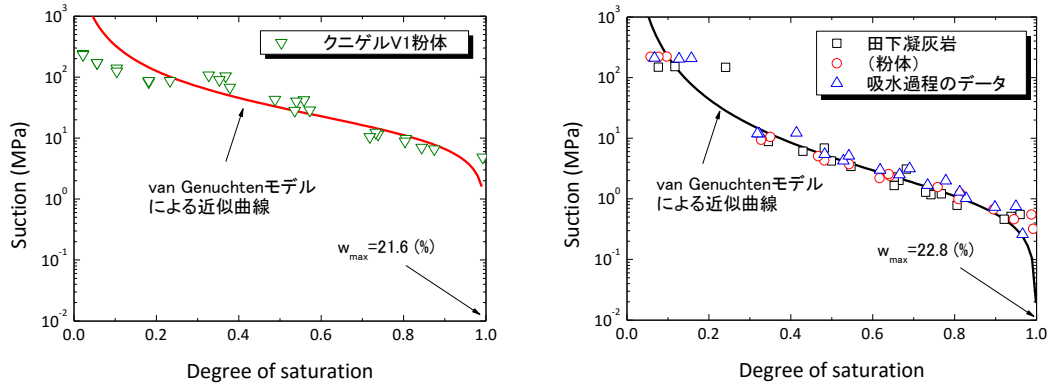 10³
10²
10¹
10⁰
10⁻¹
10⁻²
Suction (MPa)
クニゲルV1粉体
van Genuchtenモデル
による近似曲線
w_max=21.6 (%)
0.0 0.2 0.4 0.6 0.8 1.0
Degree of saturation
10³
10²
10¹
10⁰
10⁻¹
10⁻²
Suction (MPa)
田下凝灰岩
(粉体)
吸水過程のデータ
van Genuchtenモデル
による近似曲線
w_max=22.8 (%)
0.0 0.2 0.4 0.6 0.8 1.0
Degree of saturation